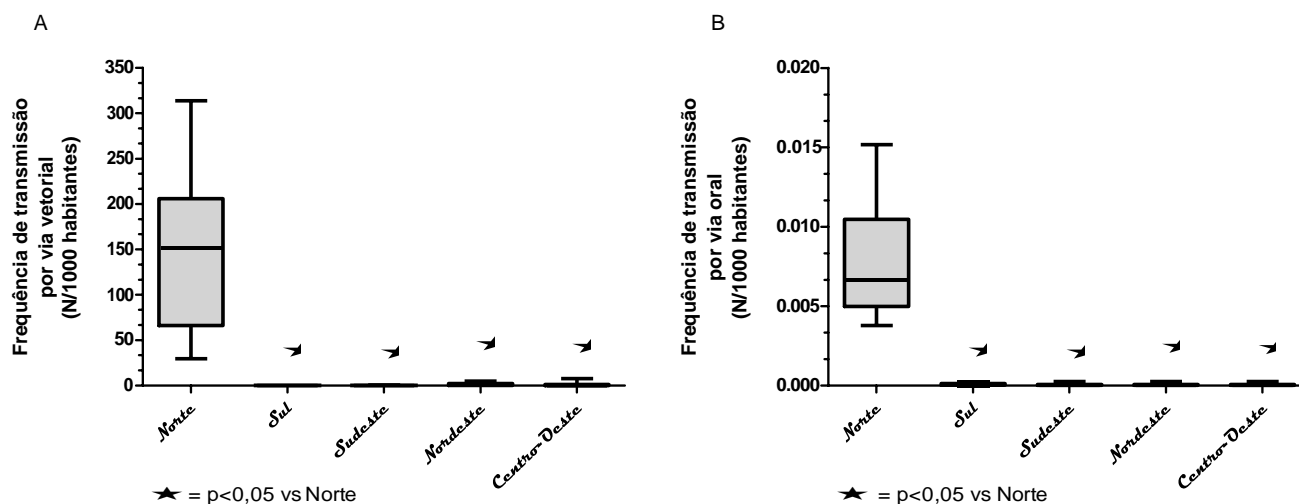 A
Frequência de transmissão
por via vetorial
(N/1000 habitantes)
350
300
250
200
150
100
50
0
Norte
Sul
Sudeste
Nordeste
Centro-Oeste
= p<0,05 vs Norte
B
Frequência de transmissão
por via oral
(N/1000 habitantes)
0.020
0.015
0.010
0.005
0.000
Norte
Sul
Sudeste
Nordeste
Centro-Oeste
= p<0,05 vs Norte